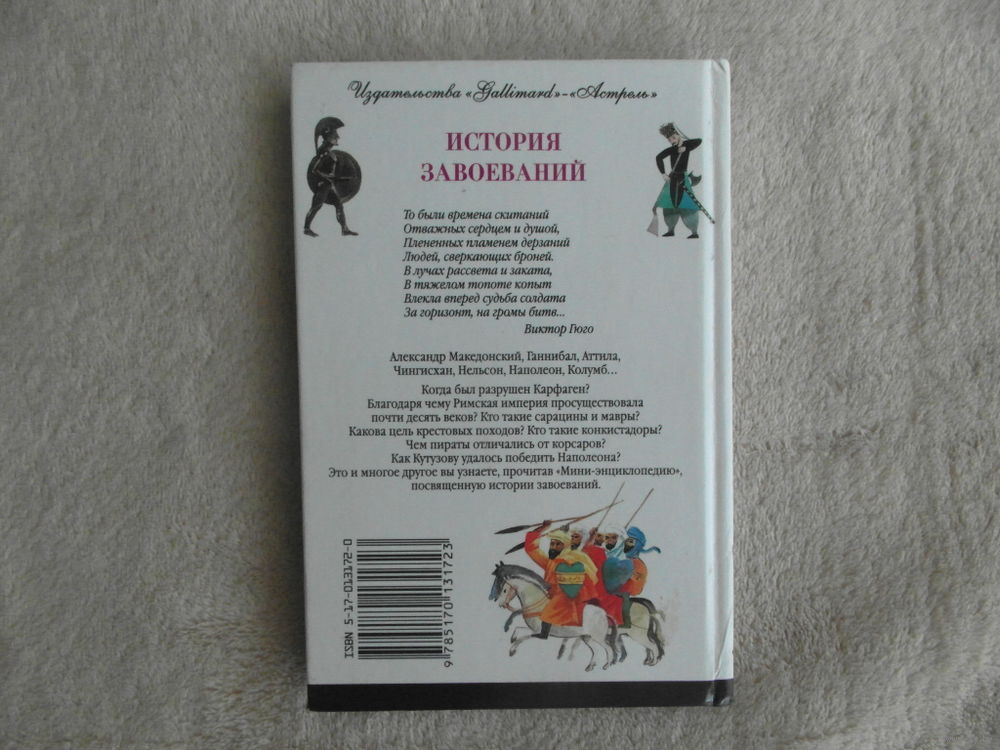 Издательства «Gallimard»-«Астрель»
ИСТОРИЯ
ЗАВОЕВАНИЙ
То были времена скитаний
Отважных сердцем и душой,
Плененных пламенем дерзаний
Людей, сверкающих броней.
В лучах рассвета и заката,
В тяжелом топоте копыт
Влекла вперед судьба солдата
За горизонт, на громы битв...
Виктор Гюго
Александр Македонский, Ганнибал, Аттила,
Чингисхан, Нельсон, Наполеон, Колумб...
Когда был разрушен Карфаген?
Благодаря чему Римская империя просуществовала
почти десять веков? Кто такие сарацины и мавры?
Какова цель крестовых походов? Кто такие конкистадоры?
Чем пираты отличались от корсаров?
Как Кутузову удалось победить Наполеона?
Это и многое другое вы узнаете, прочитав «Мини-энциклопедию»,
посвященную истории завоеваний.
ISBN 5-17-013172-0
9785170131723